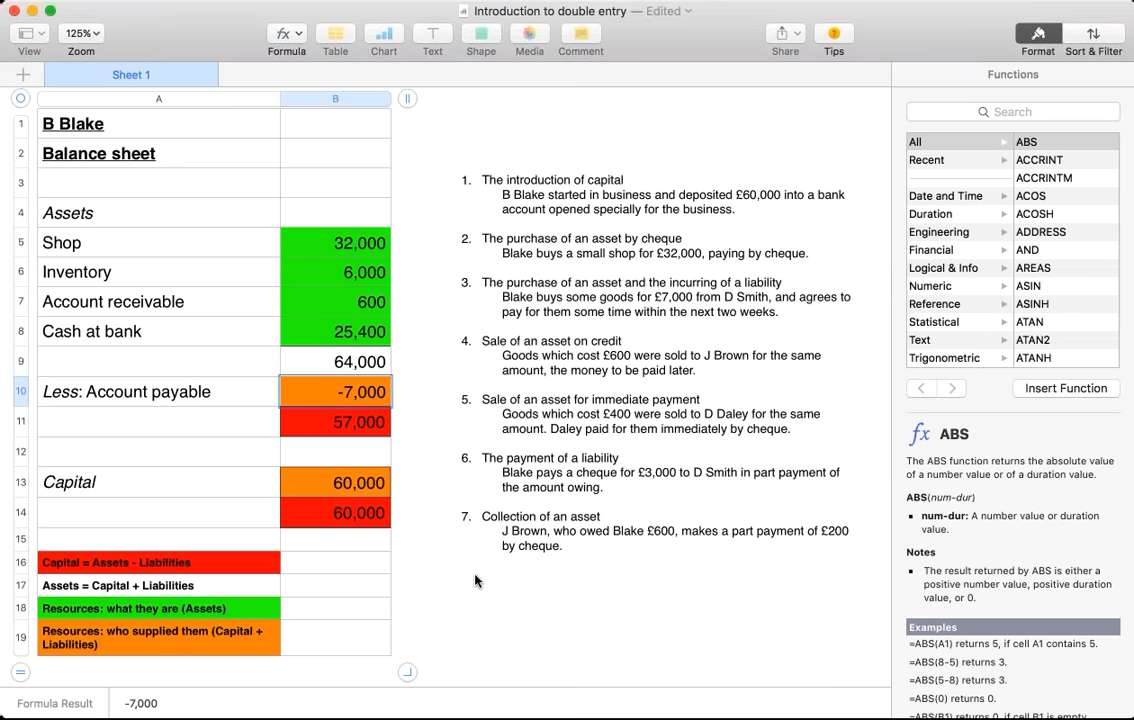 Introduction to double entry — Edited
View
125%
Zoom
Formula
Table
Chart
Text
Shape
Media
Comment
Share
Tips
Format
Sort & Filter
Sheet 1
Functions
A
B
1 B Blake
2 Balance sheet
3
4 Assets
5 Shop 32,000
6 Inventory 6,000
7 Account receivable 600
8 Cash at bank 25,400
9 64,000
10 Less: Account payable -7,000
11 57,000
12
13 Capital 60,000
14 60,000
15
16 Capital = Assets - Liabilities
17 Assets = Capital + Liabilities
18 Resources: what they are (Assets)
19 Resources: who supplied them (Capital +
Liabilities)
1. The introduction of capital
B Blake started in business and deposited £60,000 into a bank
account opened specially for the business.
2. The purchase of an asset by cheque
Blake buys a small shop for £32,000, paying by cheque.
3. The purchase of an asset and the incurring of a liability
Blake buys some goods for £7,000 from D Smith, and agrees to
pay for them some time within the next two weeks.
4. Sale of an asset on credit
Goods which cost £600 were sold to J Brown for the same
amount, the money to be paid later.
5. Sale of an asset for immediate payment
Goods which cost £400 were sold to D Daley for the same
amount. Daley paid for them immediately by cheque.
6. The payment of a liability
Blake pays a cheque for £3,000 to D Smith in part payment of
the amount owing.
7. Collection of an asset
J Brown, who owed Blake £600, makes a part payment of £200
by cheque.
Search
All
Recent
Date and Time
Duration
Engineering
Financial
Logical & Info
Numeric
Reference
Statistical
Text
Trigonometric
ABS
ACCRINT
ACCRINTM
ACOS
ACOSH
ADDRESS
AND
AREAS
ASIN
ASINH
ATAN
ATAN2
ATANH
Insert Function
fx ABS
The ABS function returns the absolute value
of a number value or of a duration value.
ABS(num-dur)
num-dur: A number value or duration
value.
Notes
The result returned by ABS is either a
positive number value, positive duration
value, or 0.
Examples
=ABS(A1) returns 5, if cell A1 contains 5.
=ABS(8-5) returns 3.
=ABS(5-8) returns 3.
=ABS(0) returns 0.
=ABS(B1) returns 0, if cell B1 is empty.
Formula Result
-7,000